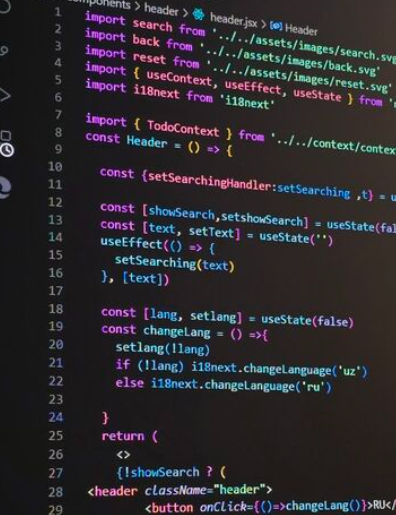 components > header > header.jsx > Header
1 import search from '../../assets/images/search.svg
2 import back from '../../assets/images/back.svg'
3 import reset from '../../assets/images/reset.svg'
4 import { useContext, useEffect, useState } from
5 import i18next from 'i18next'
6
7 import { TodoContext } from '../../context/context
8 const Header = () => {
9
10 const {setSearchingHandler:setSearching ,t} = u
11
12 const [showSearch,setshowSearch] = useState(fal
13 const [text, setText] = useState('')
14 useEffect(() => {
15 setSearching(text)
16 }, [text])
17
18 const [lang, setlang] = useState(false)
19 const changeLang = () =>{
20 setlang(!lang)
21 if (!lang) i18next.changeLanguage('uz')
22 else i18next.changeLanguage('ru')
23
24 }
25 return (
26 <>
27 {!showSearch ? (
28 <header className="header">
29 <button onClick={()=>changeLang()}>RU</